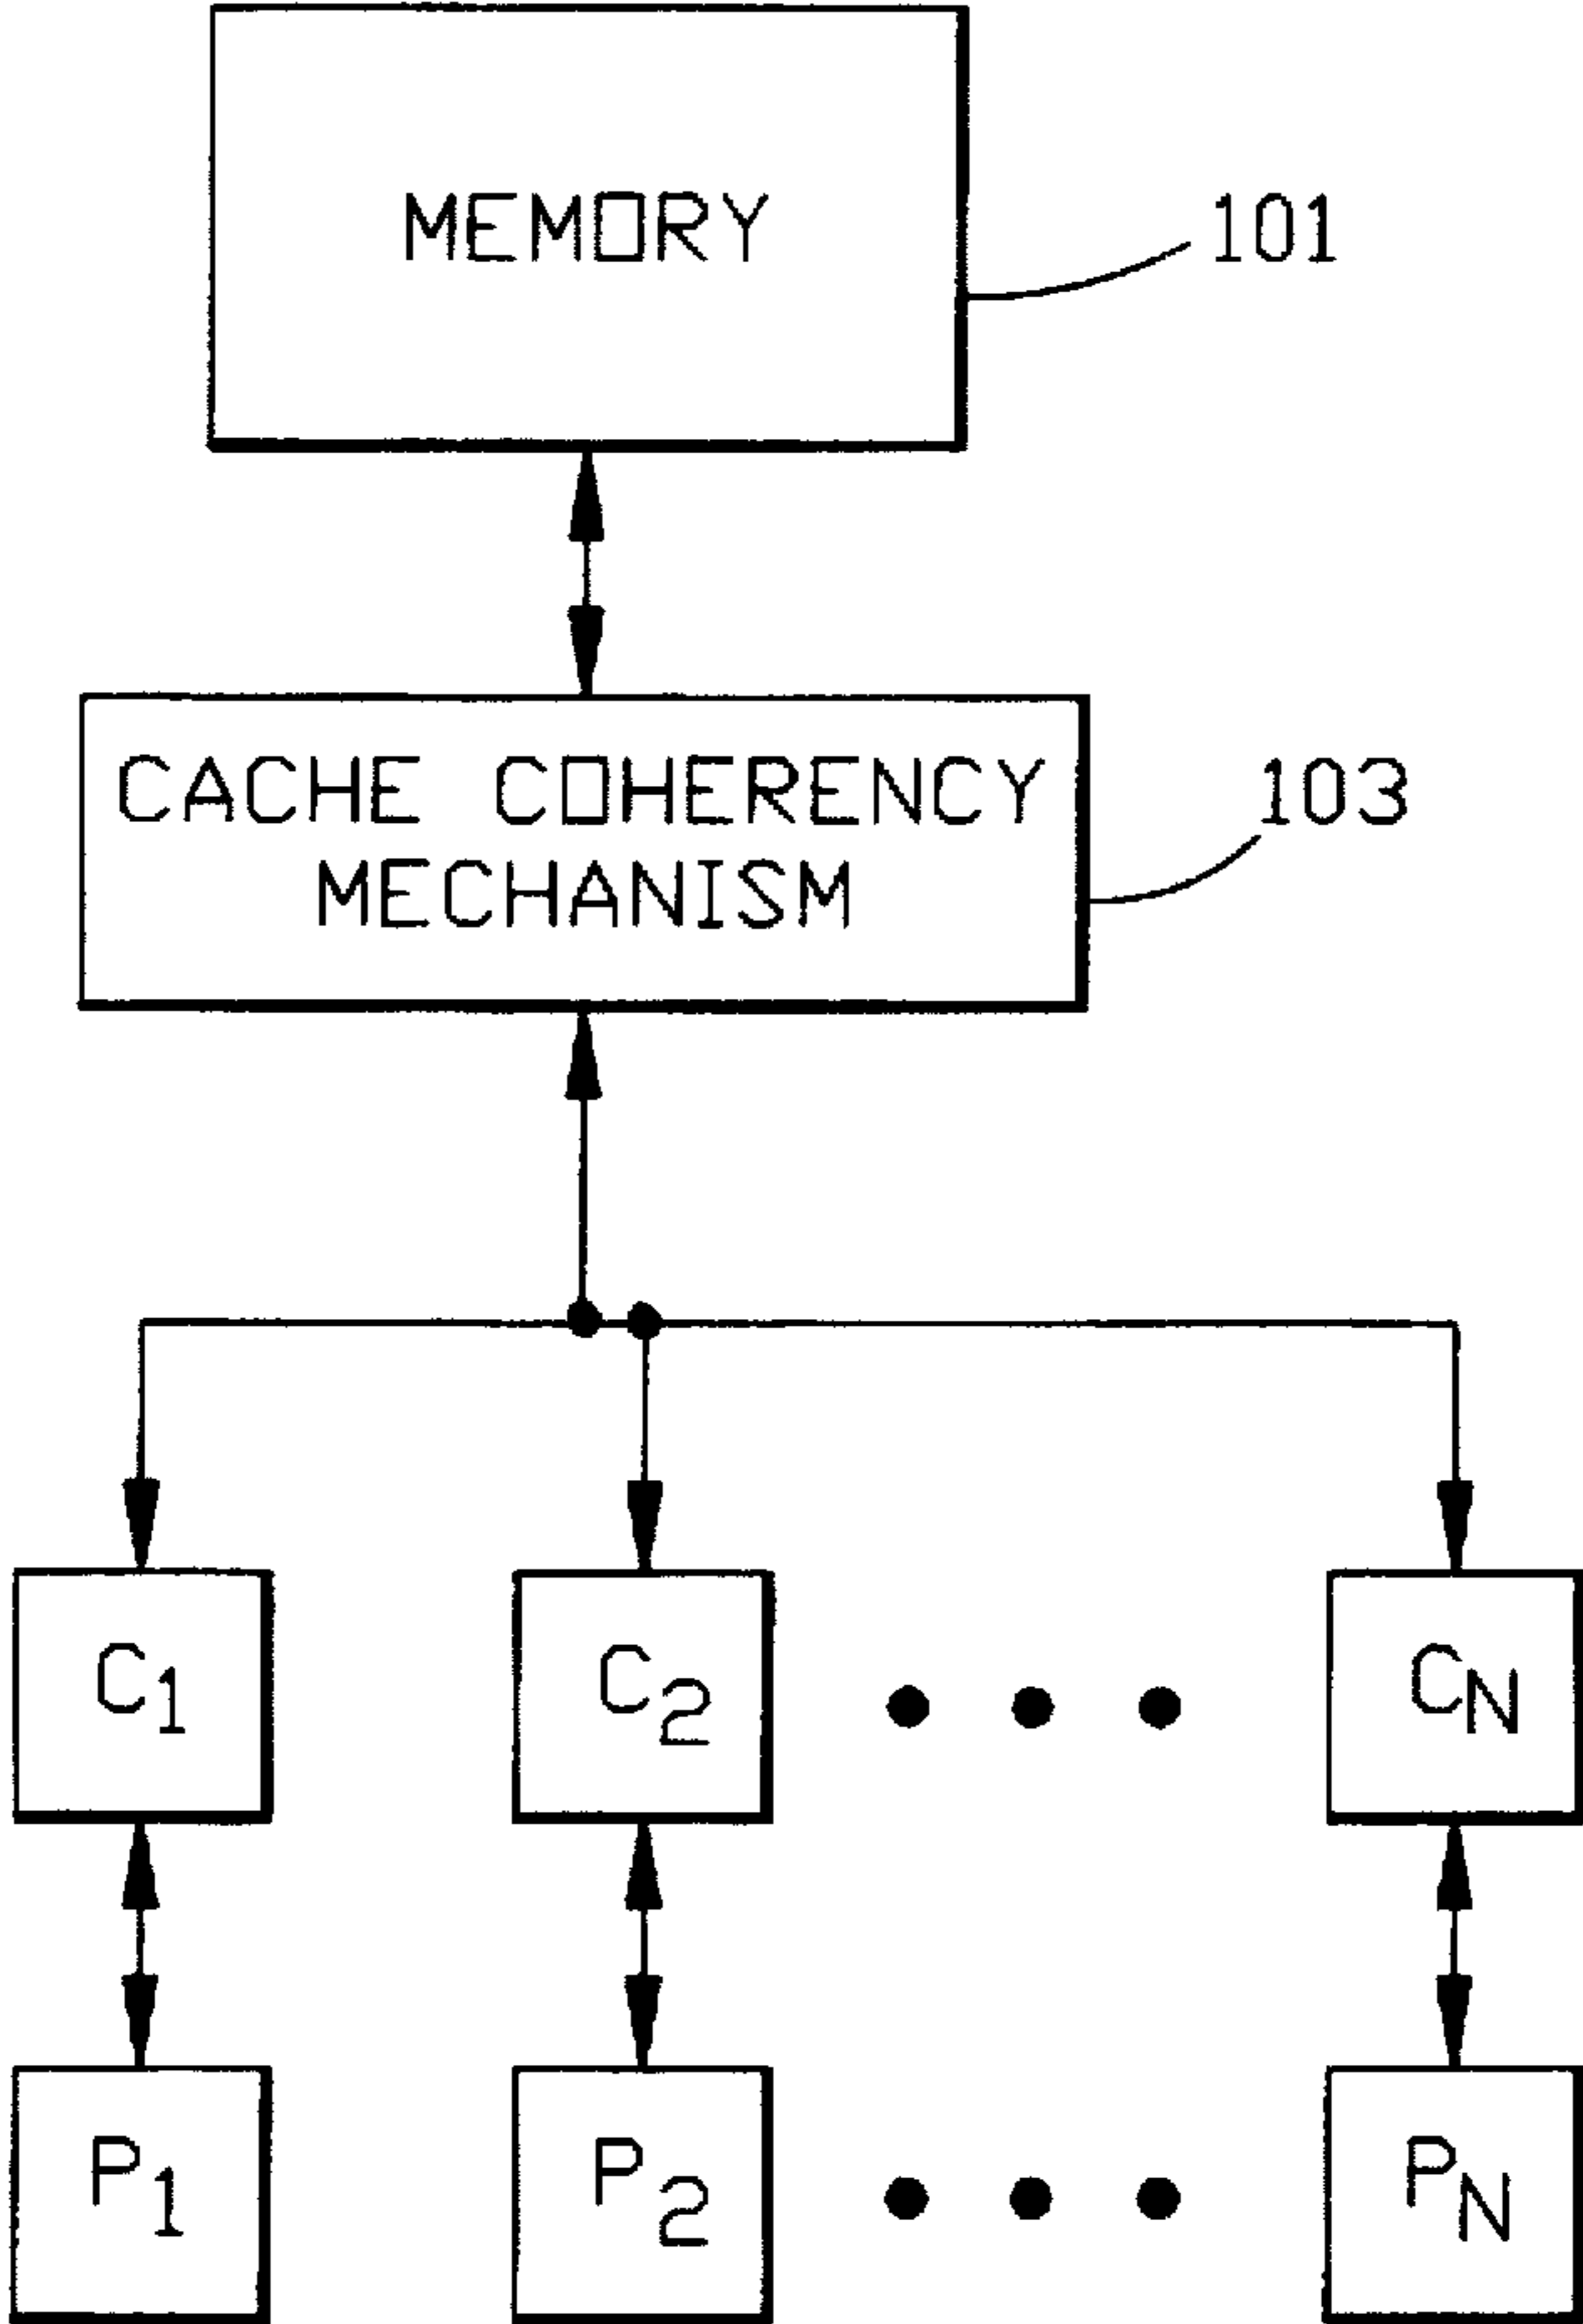 MEMORY
101
CACHE COHERENCY
MECHANISM
103
C1
C2
CN
P1
P2
PN